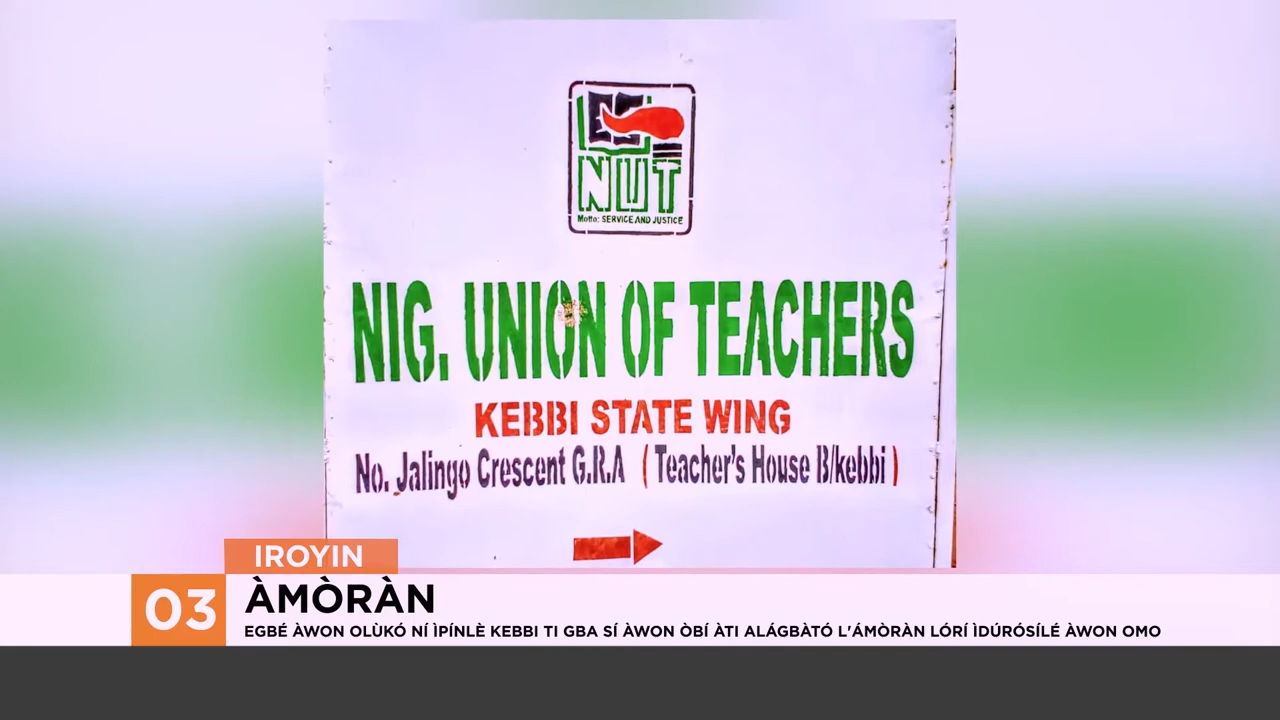 NUT
Motto: SERVICE AND JUSTICE
NIG. UNION OF TEACHERS
KEBBI STATE WING
No. Jalingo Crescent G.R.A ( Teacher's House B/kebbi )
IROYIN
03
ÀMÒRÀN
EGBÉ ÀWON OLÙKÓ NÍ ÌPÍNLÈ KEBBI TI GBA SÍ ÀWON ÒBÍ ÀTI ALÁGBÀTÓ L'ÁMÒRÀN LÓRÍ ÌDÚRÓSÍLÉ ÀWON OMO